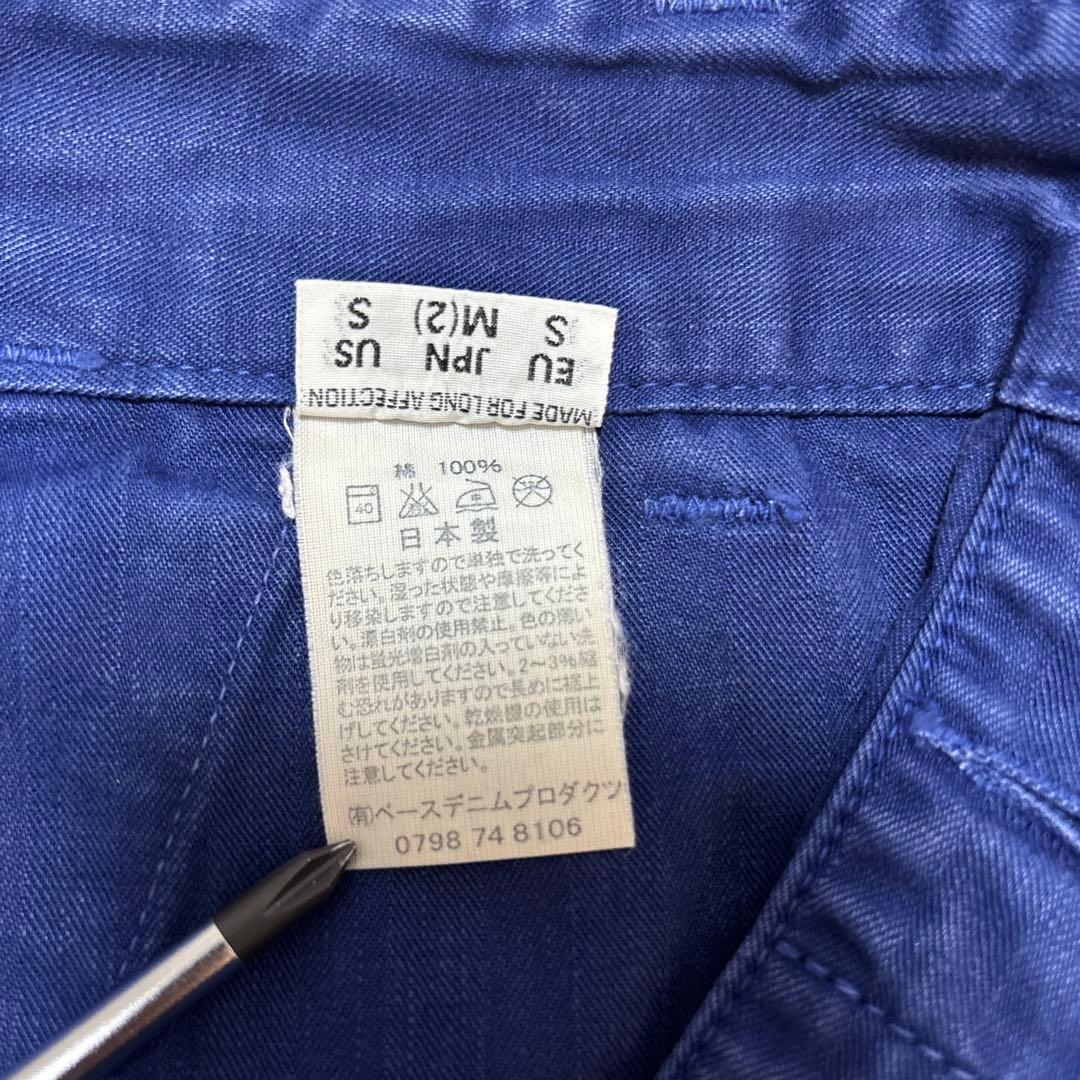 MADE FOR LONG AFFECTION
EU JPN US
S M(2) S
綿 100%
40
日本製
色落ちしますので単独で洗ってく
ださい。湿った状態や摩擦等によ
り移染しますので注意してくださ
い。漂白剤の使用禁止。色の薄い
物は蛍光増白剤の入っていない洗
剤を使用してください。2〜3%縮
む恐れがありますので長めに裾上
げしてください。乾燥機の使用は
さけてください。金属突起部分に
注意してください。
(有)ベースデニムプロダクツ
0798 74 8106